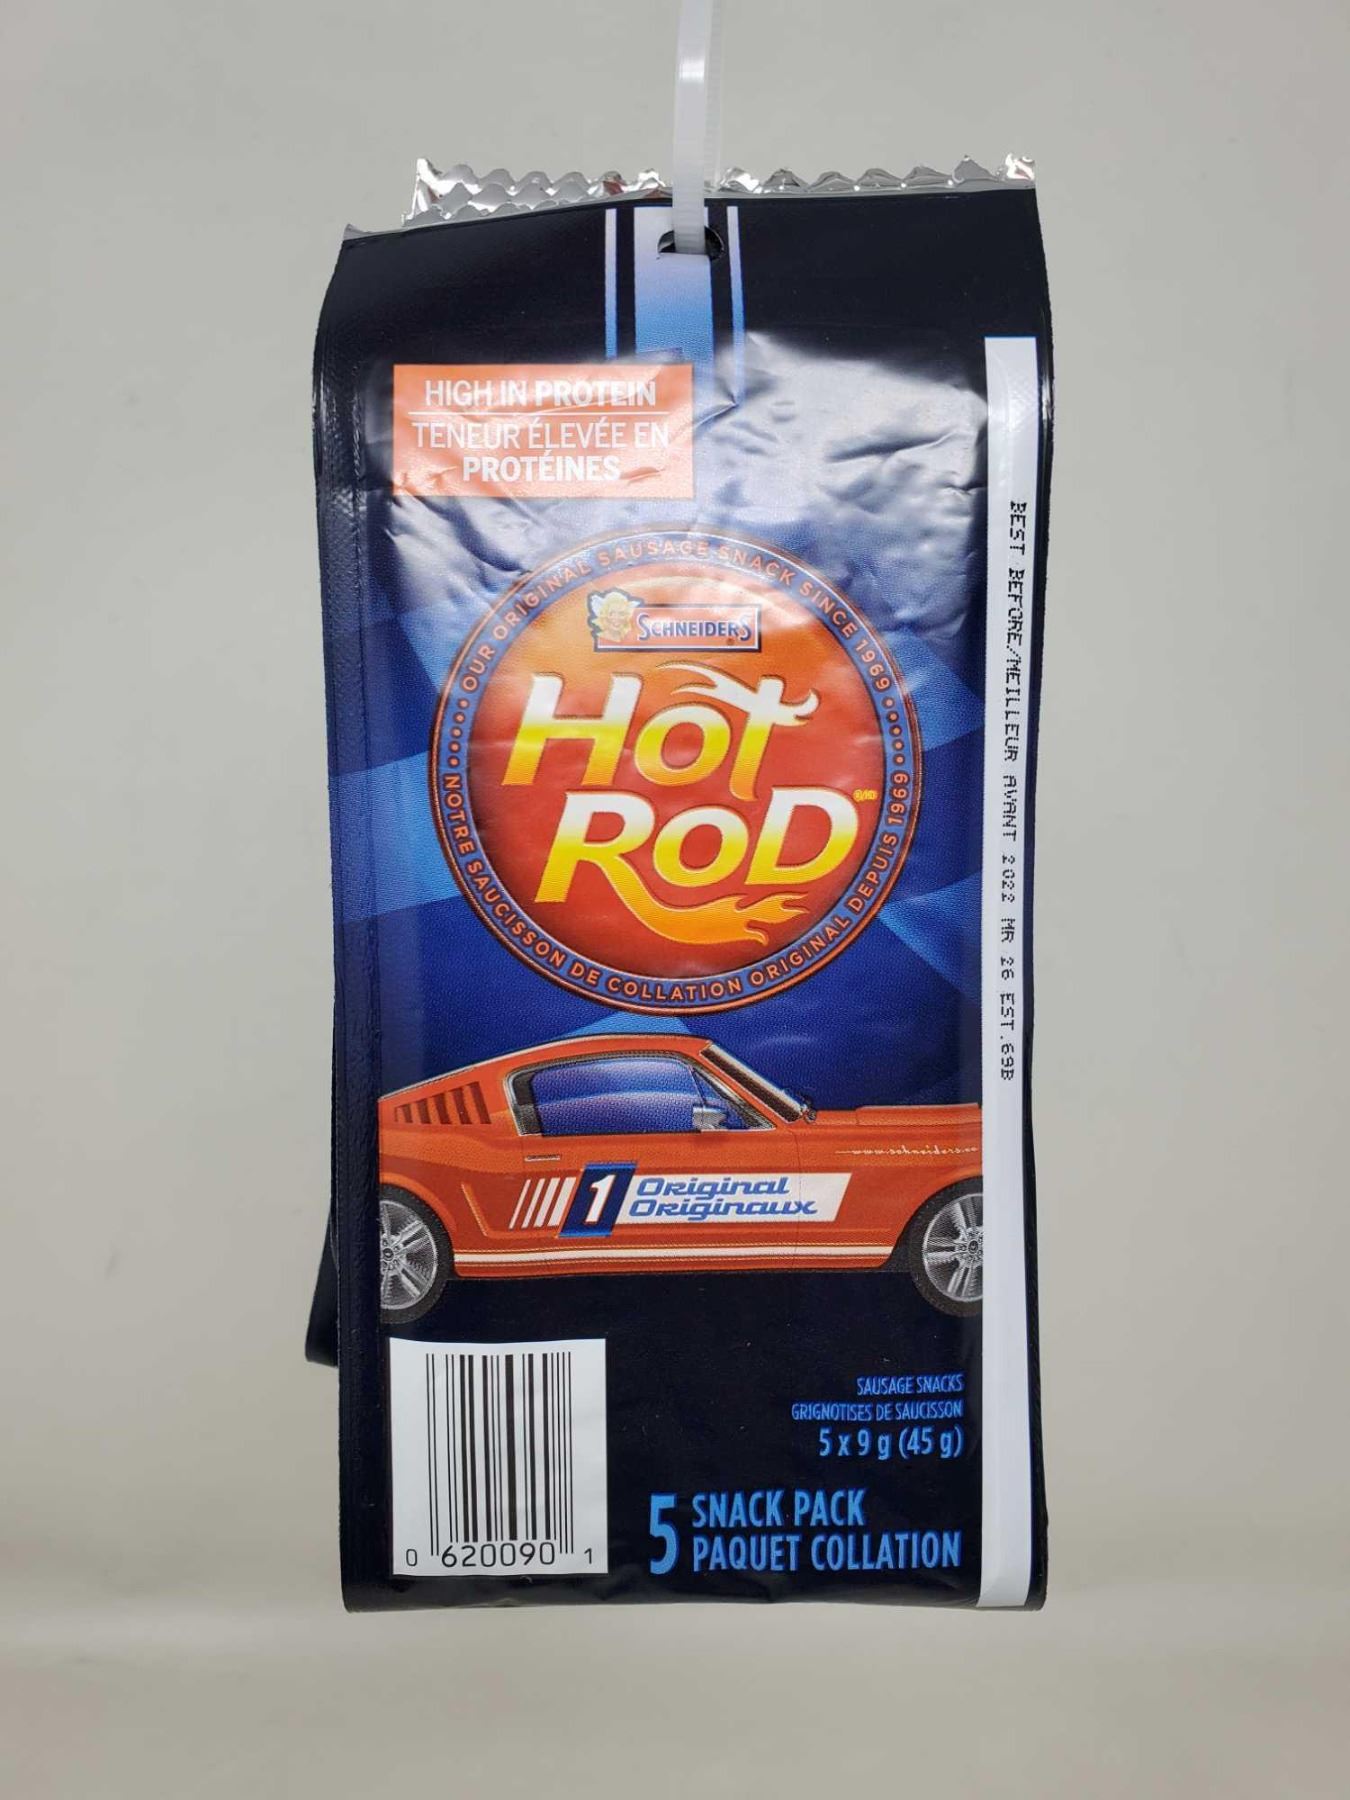 HIGH IN PROTEIN
TENEUR ÉLEVÉE EN
PROTÉINES
OUR ORIGINAL SAUSAGE SNACK SINCE 1969
SCHNEIDERS
HOT
ROD
NOTRE SAUCISSON DE COLLATION ORIGINAL DEPUIS 1969
BEST BEFORE/MEILLEUR AVANT 2022 MR 26 EST.69B
1 Original
Originaux
SAUSAGE SNACKS
GRIGNOTISES DE SAUCISSON
5 x 9 g (45 g)
5 SNACK PACK
PAQUET COLLATION
0 620090 1